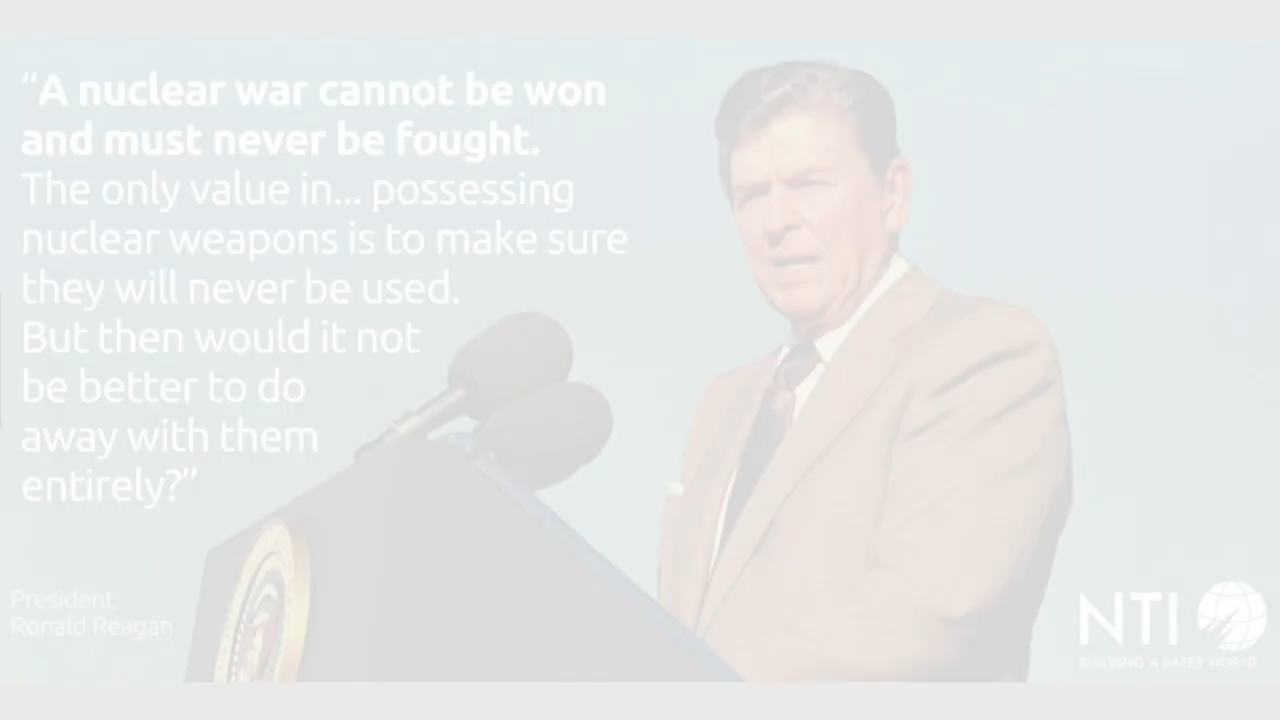 “A nuclear war cannot be won
and must never be fought.
The only value in... possessing
nuclear weapons is to make sure
they will never be used.
But then would it not
be better to do
away with them
entirely?”
President
Ronald Reagan
NTI
BUILDING A SAFER WORLD